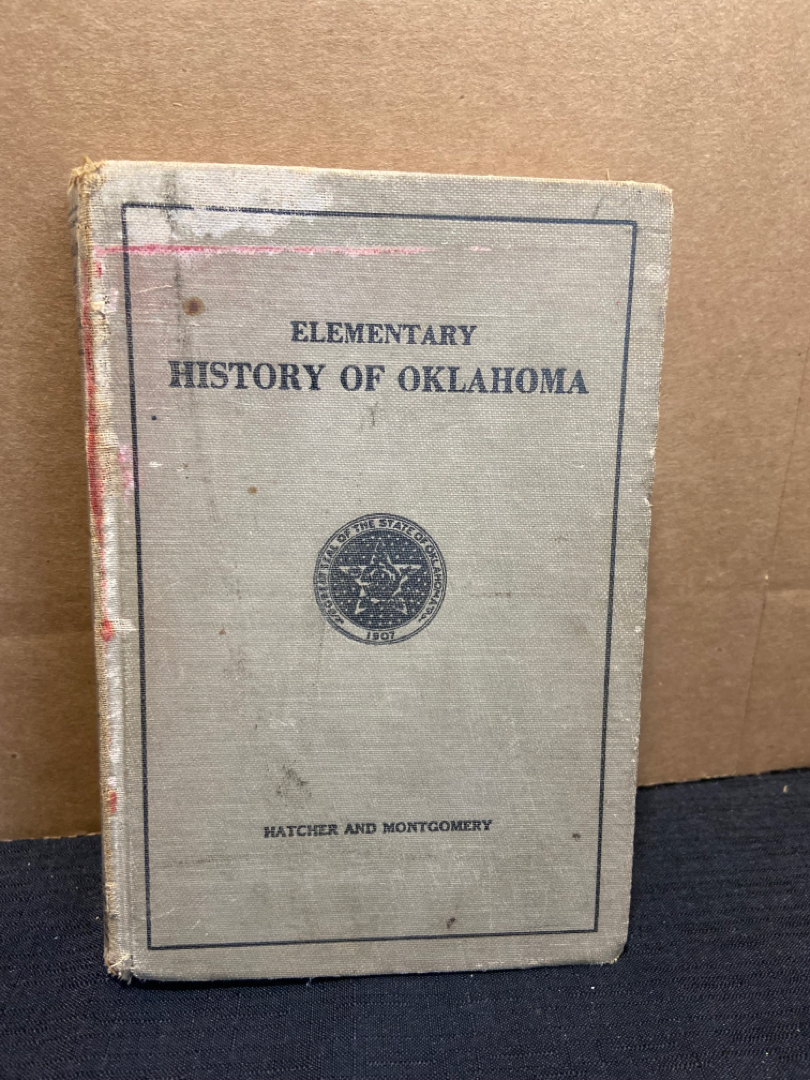 ELEMENTARY
HISTORY OF OKLAHOMA
GREAT SEAL OF THE STATE OF OKLAHOMA
1907
HATCHER AND MONTGOMERY